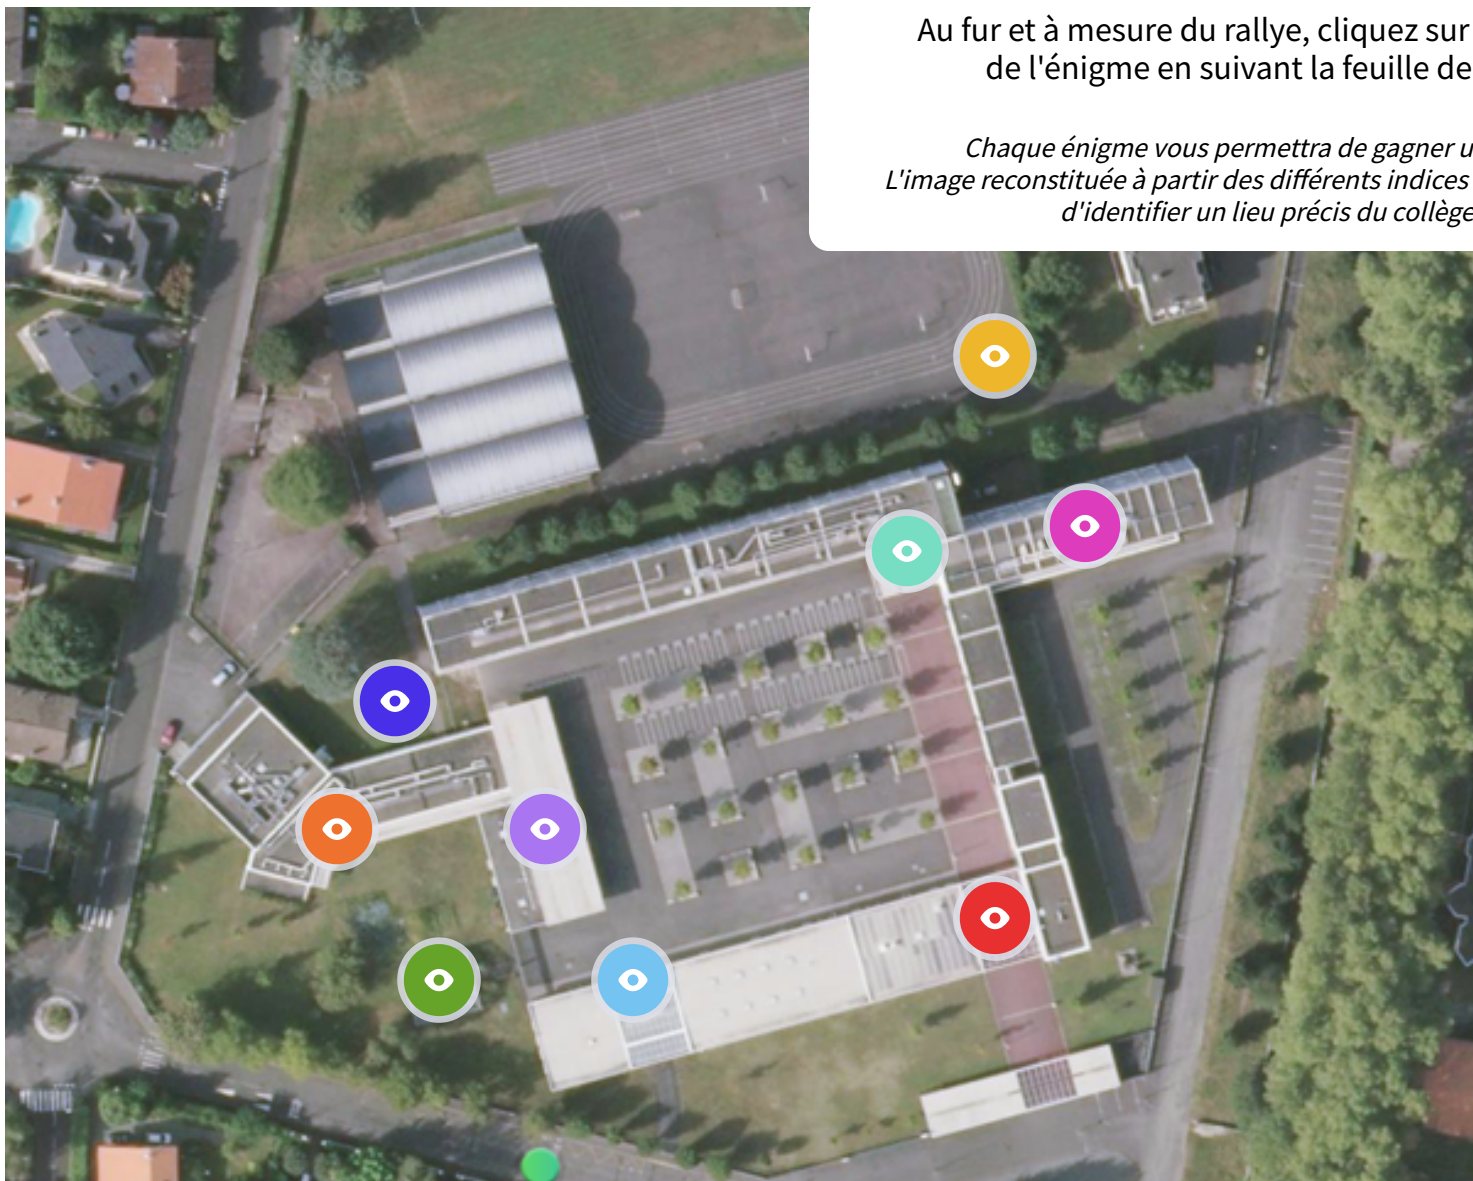 Au fur et à mesure du rallye, cliquez sur
de l'énigme en suivant la feuille de
Chaque énigme vous permettra de gagner
L'image reconstituée à partir des différents indices
d'identifier un lieu précis du collège